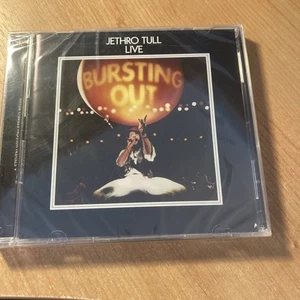 JETHRO TULL
LIVE
BURSTING
OUT